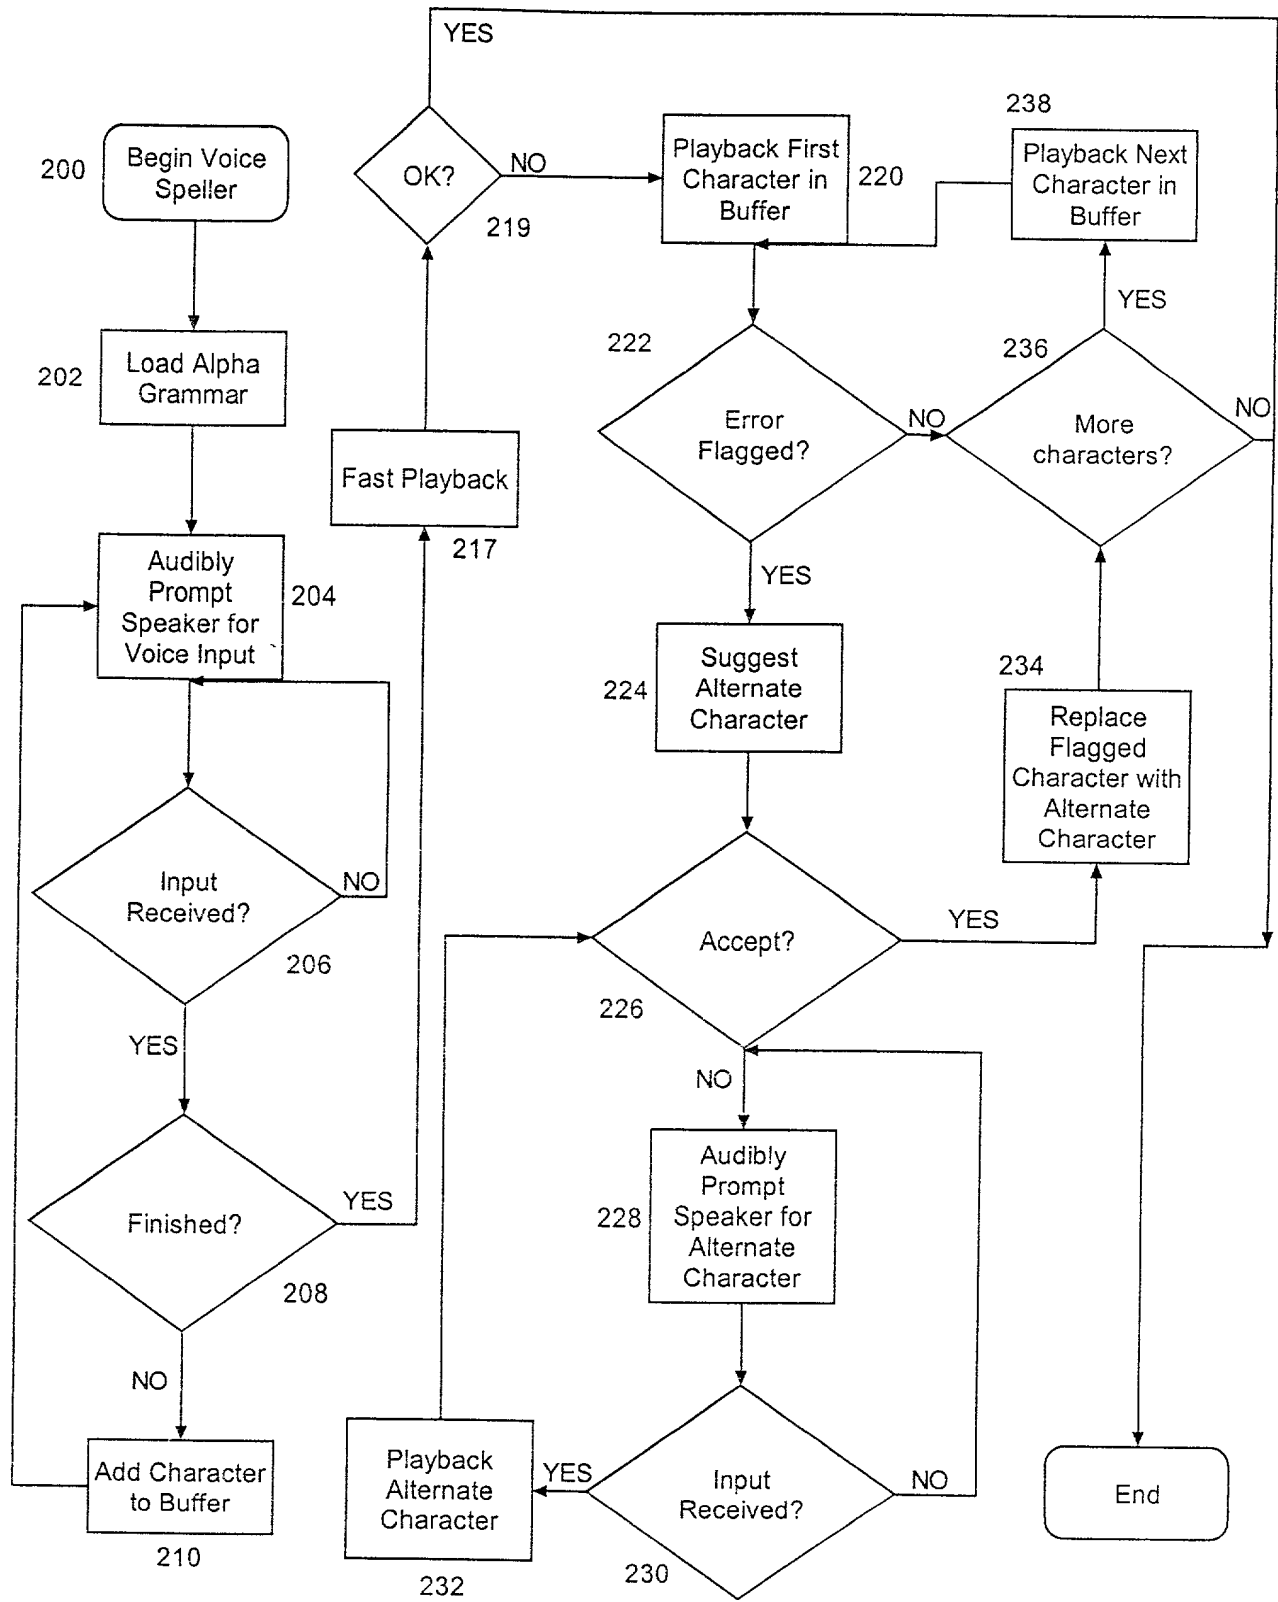 200
Begin Voice
Speller
202
Load Alpha
Grammar
Audibly
Prompt
Speaker for
Voice Input
204
Input
Received?
NO
206
YES
Finished?
YES
208
NO
Add Character
to Buffer
210
Fast Playback
217
OK?
YES
NO
219
Playback First
Character in
Buffer
220
222
Error
Flagged?
NO
YES
224
Suggest
Alternate
Character
Accept?
YES
226
NO
228
Audibly
Prompt
Speaker for
Alternate
Character
Input
Received?
NO
YES
230
Playback
Alternate
Character
232
234
Replace
Flagged
Character with
Alternate
Character
236
More
characters?
NO
YES
238
Playback Next
Character in
Buffer
End